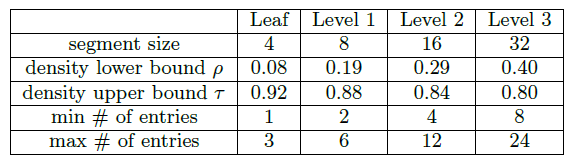 Leaf Level 1 Level 2 Level 3
segment size 4 8 16 32
density lower bound ρ 0.08 0.19 0.29 0.40
density upper bound τ 0.92 0.88 0.84 0.80
min # of entries 1 2 4 8
max # of entries 3 6 12 24